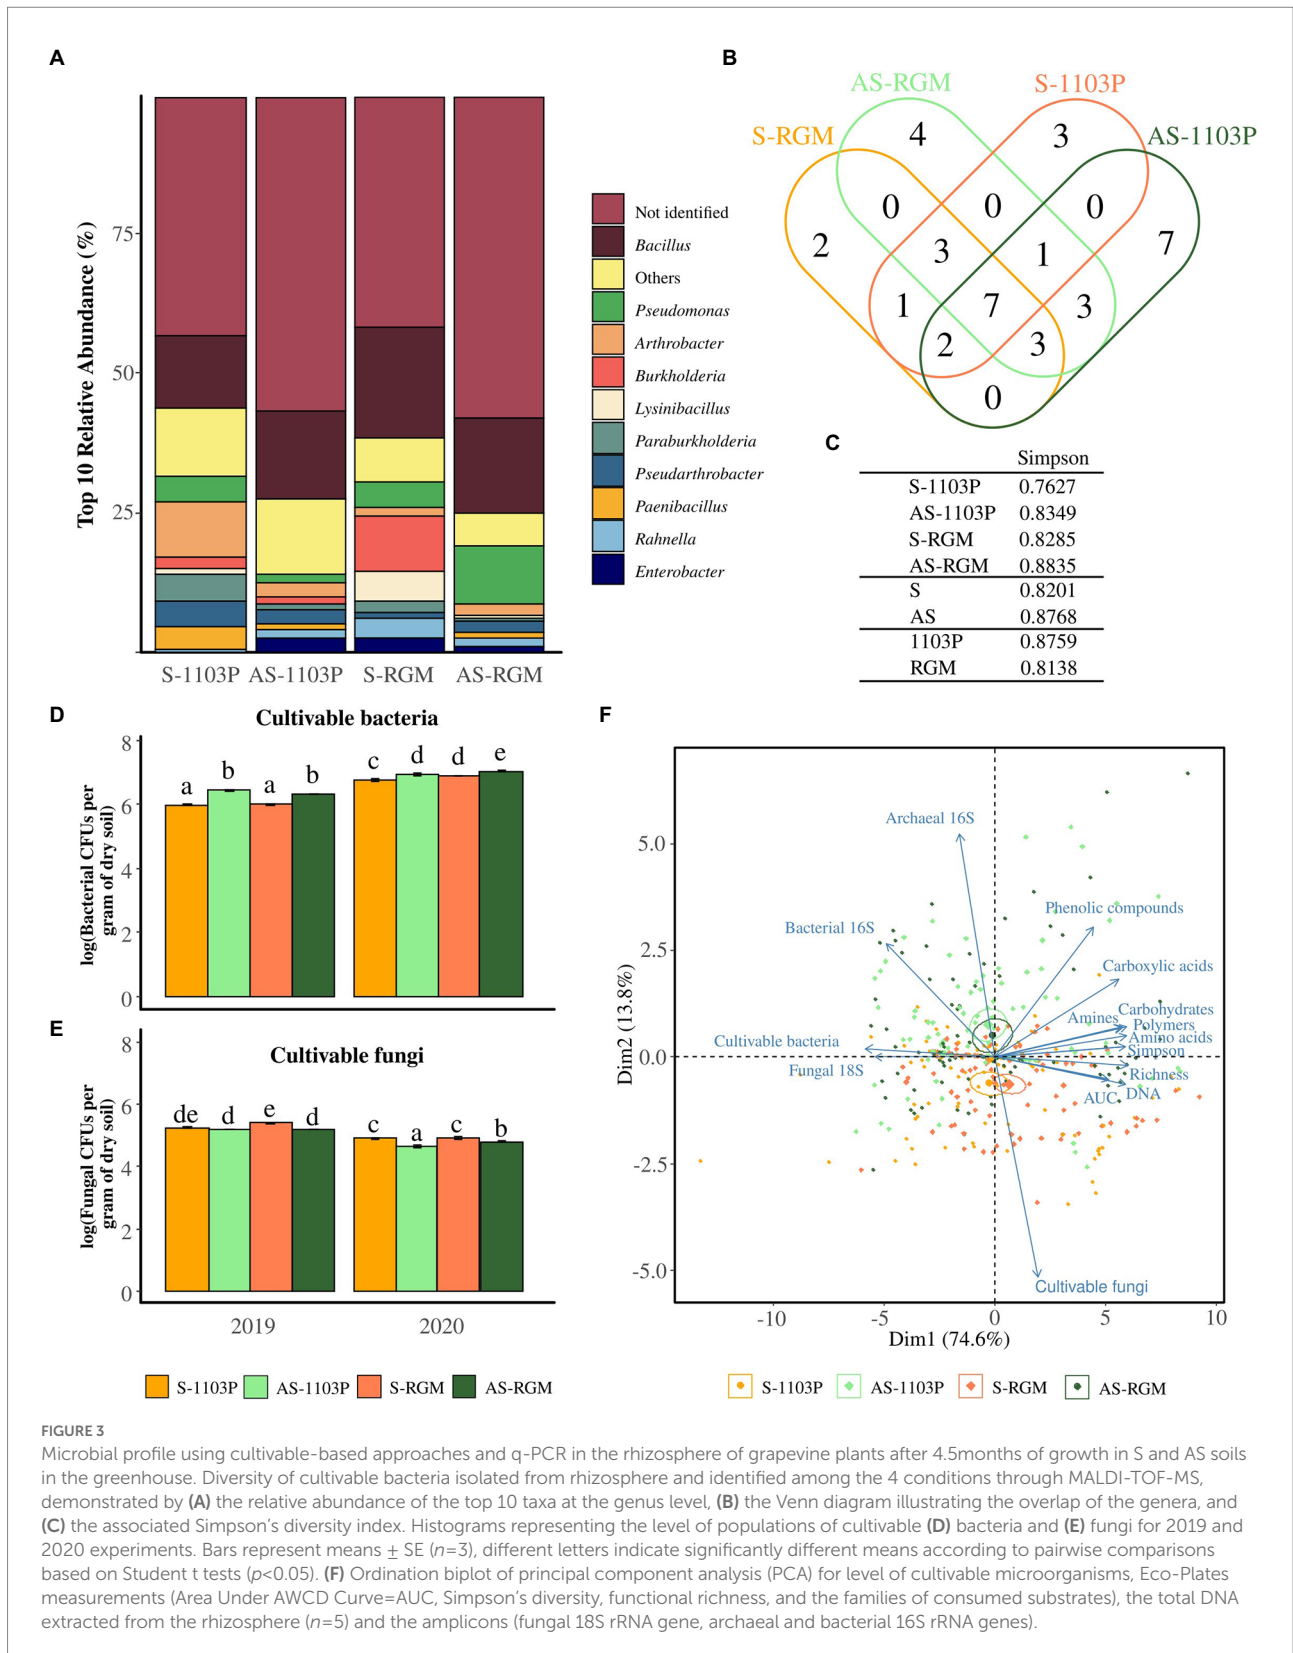 A
Top 10 Relative Abundance (%)
75
50
25
S-1103P AS-1103P S-RGM AS-RGM
Not identified
Bacillus
Others
Pseudomonas
Arthrobacter
Burkholderia
Lysinibacillus
Paraburkholderia
Pseudarthrobacter
Paenibacillus
Rahnella
Enterobacter
B
AS-RGM S-1103P
S-RGM AS-1103P
4 3
0 0 0
2 3 1 7
1 7 3
2 3
0
C
Simpson
S-1103P 0.7627
AS-1103P 0.8349
S-RGM 0.8285
AS-RGM 0.8835
S 0.8201
AS 0.8768
1103P 0.8759
RGM 0.8138
D
Cultivable bacteria
log(Bacterial CFUs per
gram of dry soil)
8
6
4
2
0
a b a b c d d e
E
Cultivable fungi
log(Fungal CFUs per
gram of dry soil)
8
6
4
2
0
de d e d c a c b
2019 2020
S-1103P AS-1103P S-RGM AS-RGM
F
Dim2 (13.8%)
5.0
2.5
0.0
-2.5
-5.0
Archaeal 16S
Phenolic compounds
Bacterial 16S
Carboxylic acids
Carbohydrates
Amines
Polymers
Amino acids
Cultivable bacteria
Simpson
Fungal 18S
Richness
AUC DNA
Cultivable fungi
-10 -5 0 5 10
Dim1 (74.6%)
S-1103P AS-1103P S-RGM AS-RGM
FIGURE 3
Microbial profile using cultivable-based approaches and q-PCR in the rhizosphere of grapevine plants after 4.5months of growth in S and AS soils
in the greenhouse. Diversity of cultivable bacteria isolated from rhizosphere and identified among the 4 conditions through MALDI-TOF-MS,
demonstrated by (A) the relative abundance of the top 10 taxa at the genus level, (B) the Venn diagram illustrating the overlap of the genera, and
(C) the associated Simpson's diversity index. Histograms representing the level of populations of cultivable (D) bacteria and (E) fungi for 2019 and
2020 experiments. Bars represent means ± SE (n=3), different letters indicate significantly different means according to pairwise comparisons
based on Student t tests (p<0.05). (F) Ordination biplot of principal component analysis (PCA) for level of cultivable microorganisms, Eco-Plates
measurements (Area Under AWCD Curve=AUC, Simpson's diversity, functional richness, and the families of consumed substrates), the total DNA
extracted from the rhizosphere (n=5) and the amplicons (fungal 18S rRNA gene, archaeal and bacterial 16S rRNA genes).